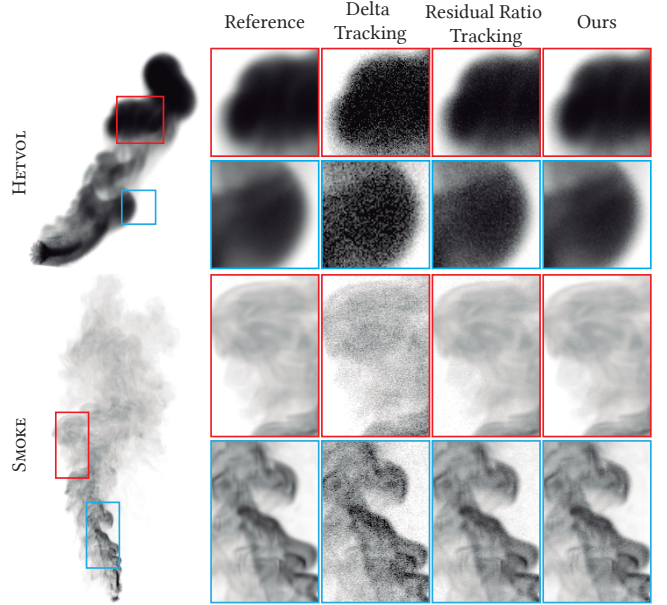 Reference
Delta
Tracking
Residual Ratio
Tracking
Ours
HETVOL
SMOKE